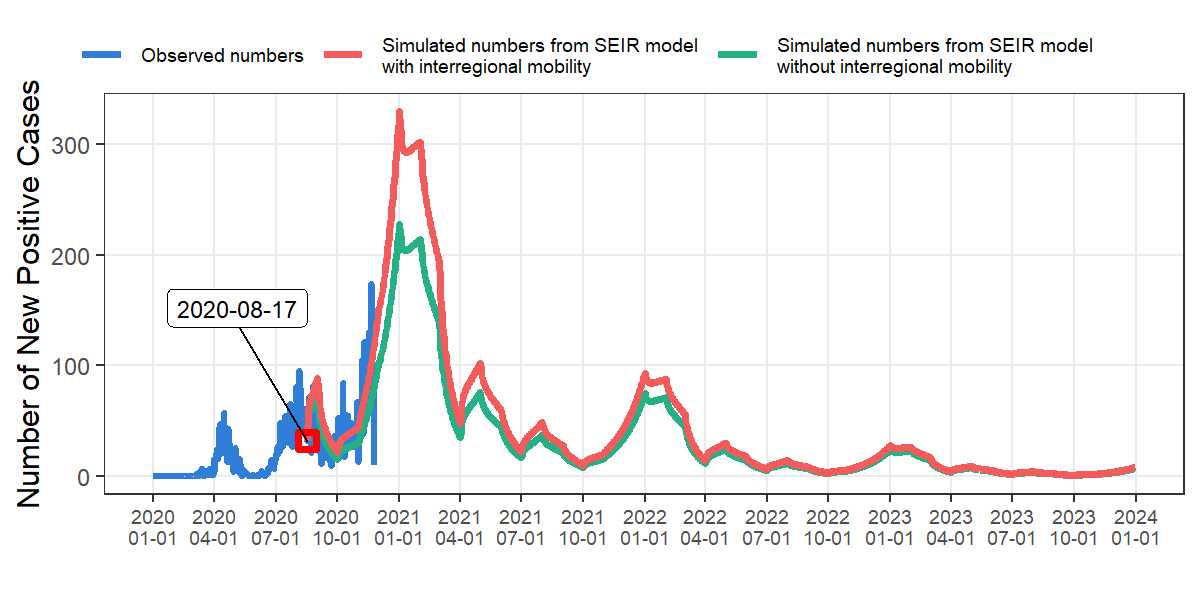 Observed numbers
Simulated numbers from SEIR model
with interregional mobility
Simulated numbers from SEIR model
without interregional mobility
Number of New Positive Cases
300
200
100
0
2020-08-17
2020 2020 2020 2020 2021 2021 2021 2021 2022 2022 2022 2022 2023 2023 2023 2023 2024
01-01 04-01 07-01 10-01 01-01 04-01 07-01 10-01 01-01 04-01 07-01 10-01 01-01 04-01 07-01 10-01 01-01